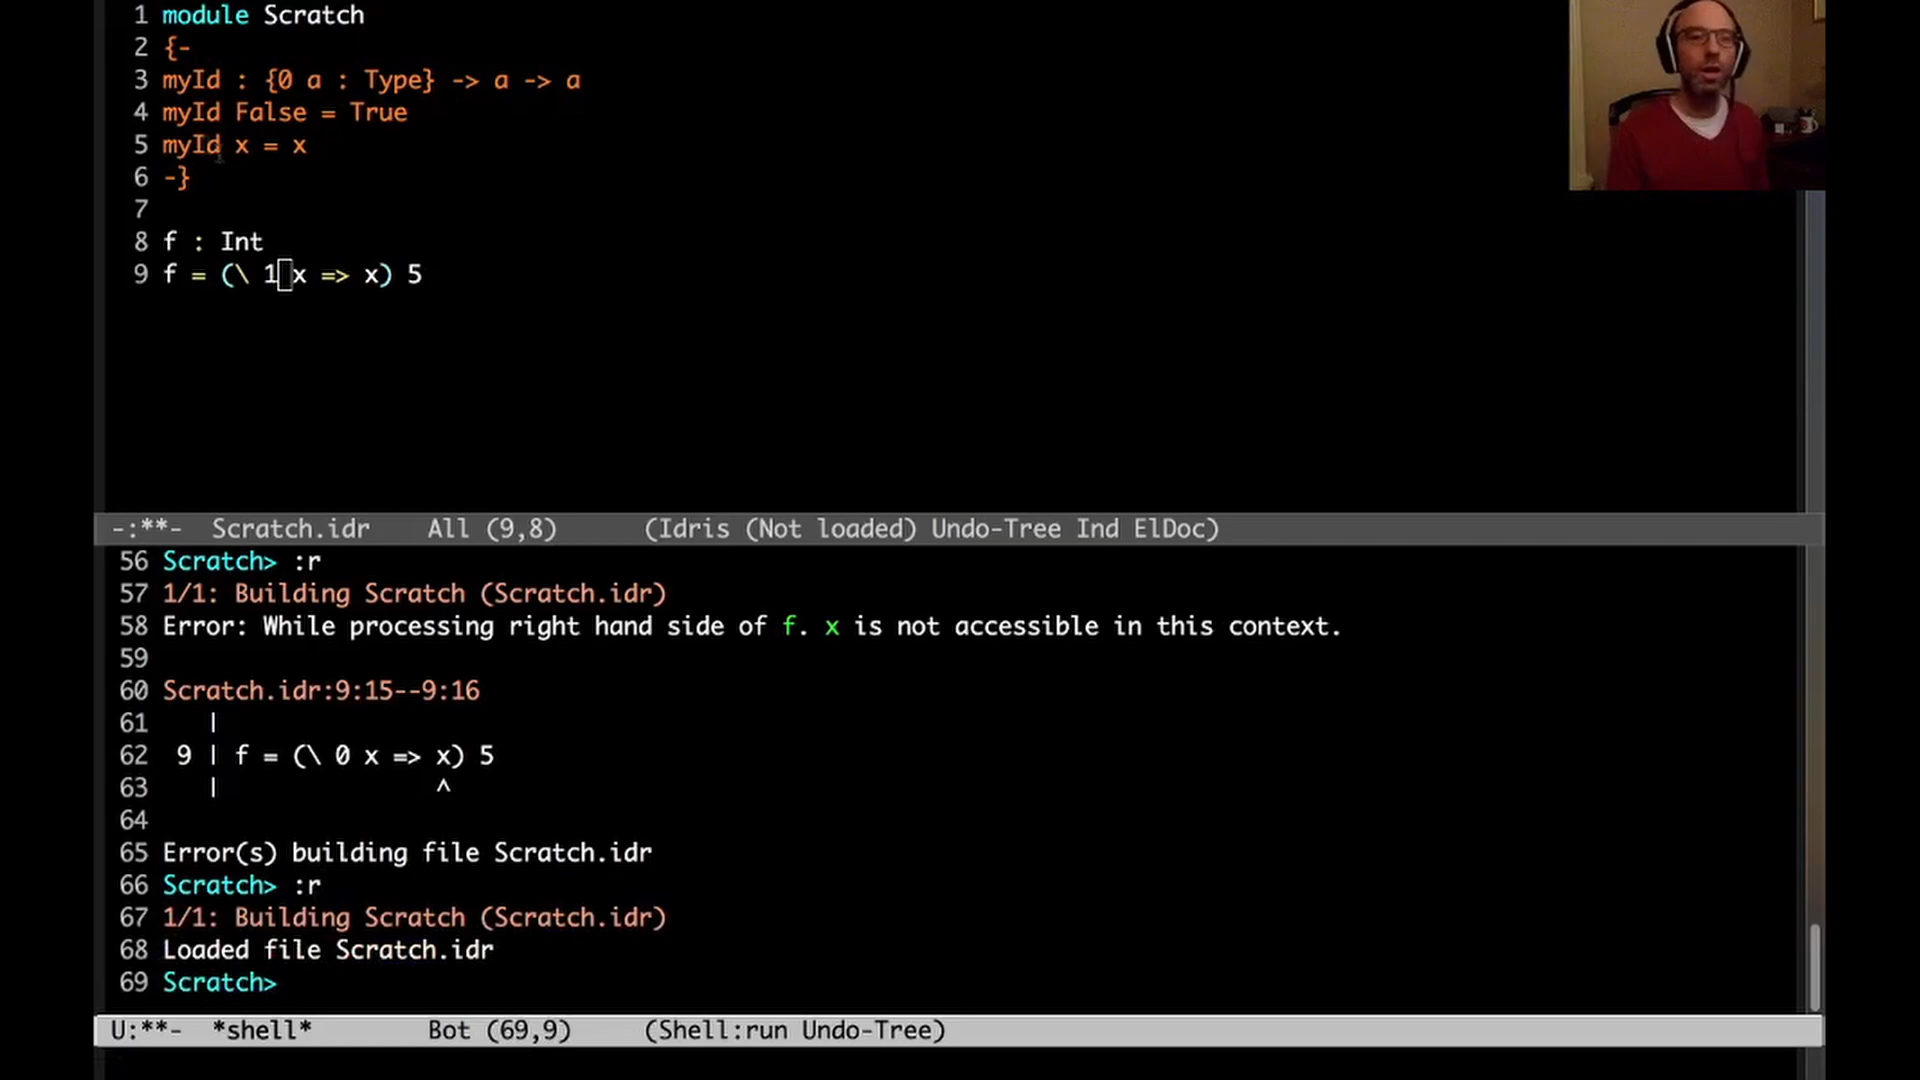 1 module Scratch
2 {-
3 myId : {0 a : Type} -> a -> a
4 myId False = True
5 myId x = x
6 -}
7
8 f : Int
9 f = (\ 1 x => x) 5
-:**-  Scratch.idr    All (9,8)     (Idris (Not loaded) Undo-Tree Ind ElDoc)
56 Scratch> :r
57 1/1: Building Scratch (Scratch.idr)
58 Error: While processing right hand side of f. x is not accessible in this context.
59
60 Scratch.idr:9:15--9:16
61    |
62  9 | f = (\ 0 x => x) 5
63    |               ^
64
65 Error(s) building file Scratch.idr
66 Scratch> :r
67 1/1: Building Scratch (Scratch.idr)
68 Loaded file Scratch.idr
69 Scratch>
U:**-  *shell*        Bot (69,9)    (Shell:run Undo-Tree)